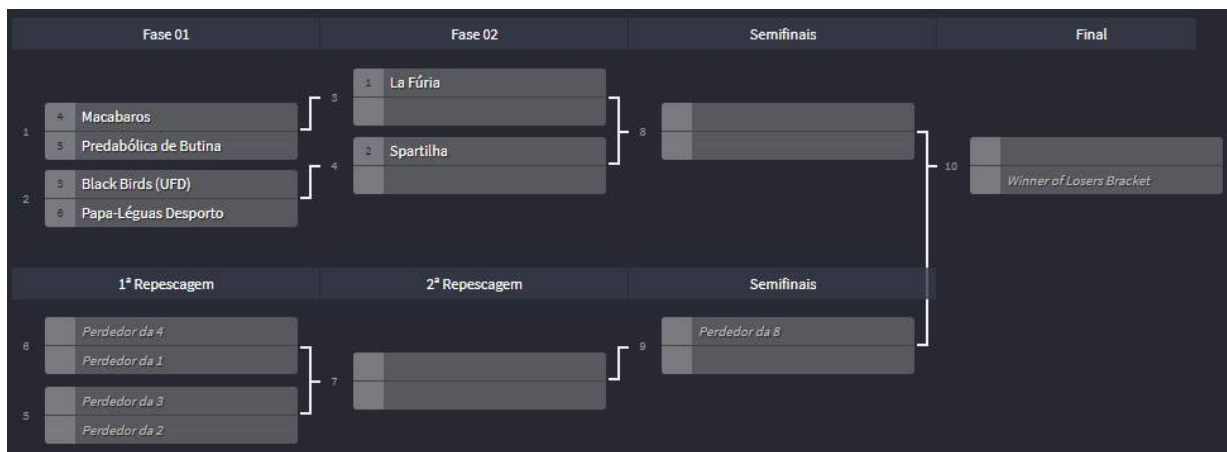 Fase 01 Fase 02 Semifinais Final
1 La Fúria
3
4 Macabaros
1 8
5 Predabólica de Butina
2 Spartilha
4 10
3 Black Birds (UFD)
Winner of Losers Bracket
2
6 Papa-Léguas Desporto
1ª Repescagem 2ª Repescagem Semifinais
Perdedor da 4 Perdedor da 8
6 9
Perdedor da 1
7
Perdedor da 3
5
Perdedor da 2